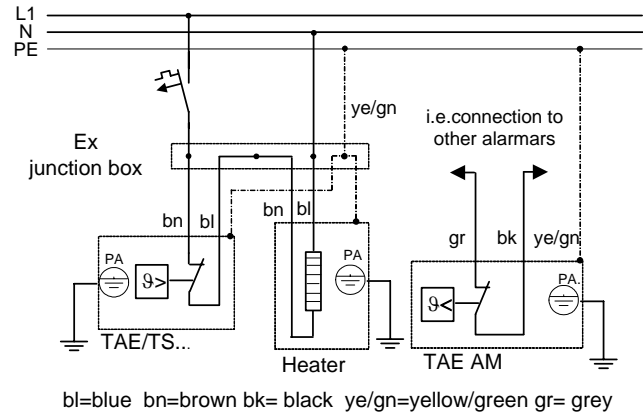 L1
N
PE
ye/gn
i.e.connection to
other alarmars
Ex
junction box
bn bl
bn bl
gr bk ye/gn
PA
ϑ>
PA
PA.
ϑ<
TAE/TS...
Heater
TAE AM
bl=blue bn=brown bk= black ye/gn=yellow/green gr= grey